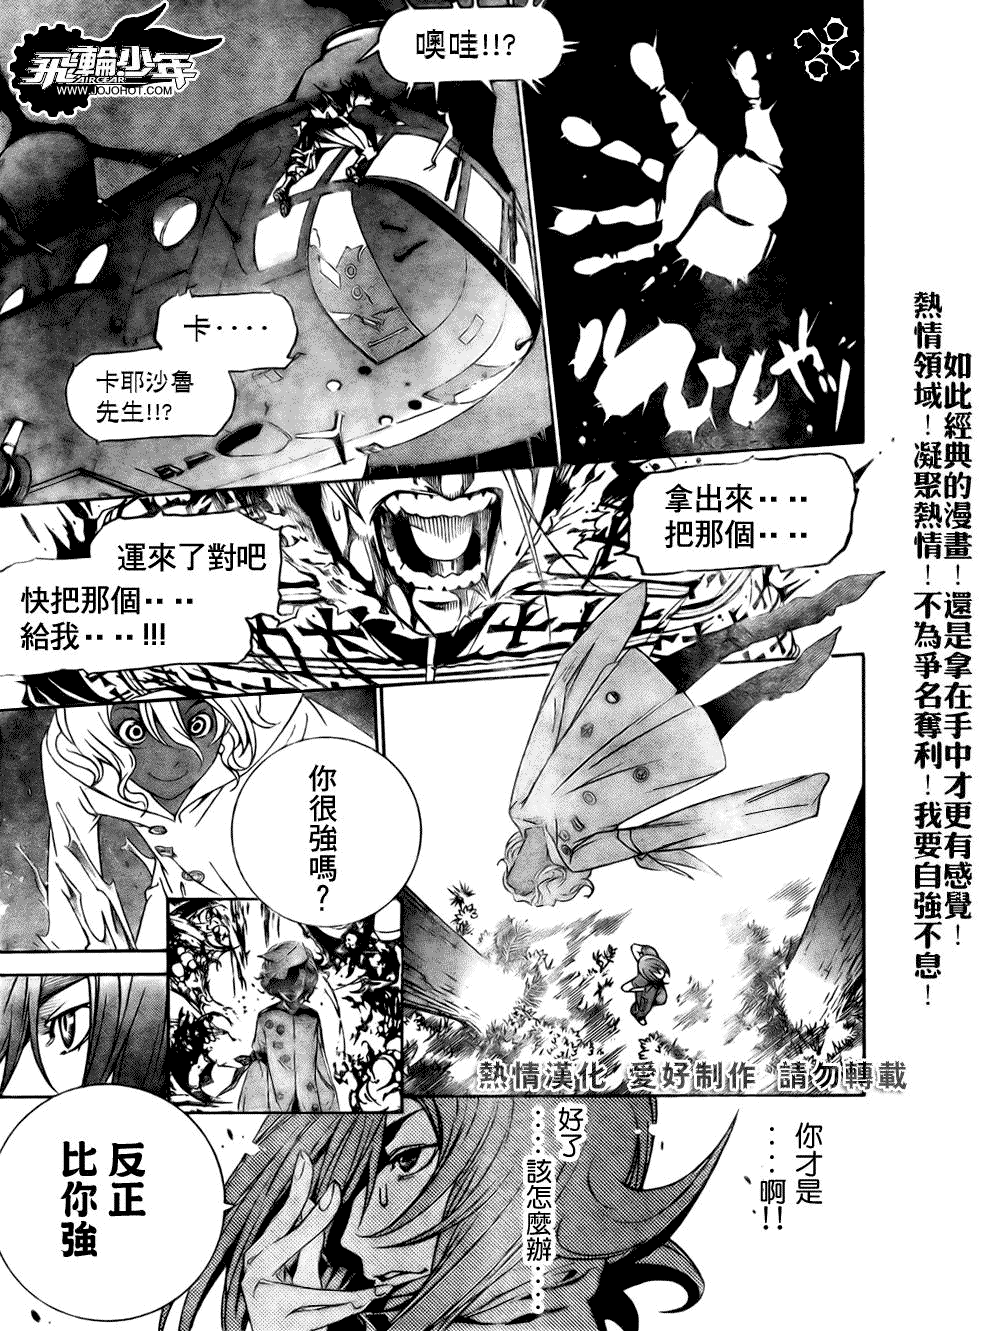 飛輪少年
AIRGEAR
WWW.JOJOHOT.COM
噢哇!!?
卡‥‥
卡耶沙魯
先生!!?
ぐしゃッ
拿出來‥‥
把那個‥‥
運來了對吧
快把那個‥‥
給我‥‥!!!
你很強嗎?
熱情漢化 愛好制作 請勿轉載
你才是
‥‥啊!!
好了
‥‥該怎麼辦‥‥
反正
比你強
如此經典的漫畫！還是拿在手中才更有感覺！
熱情領域！凝聚熱情！不為爭名奪利！我要自強不息！